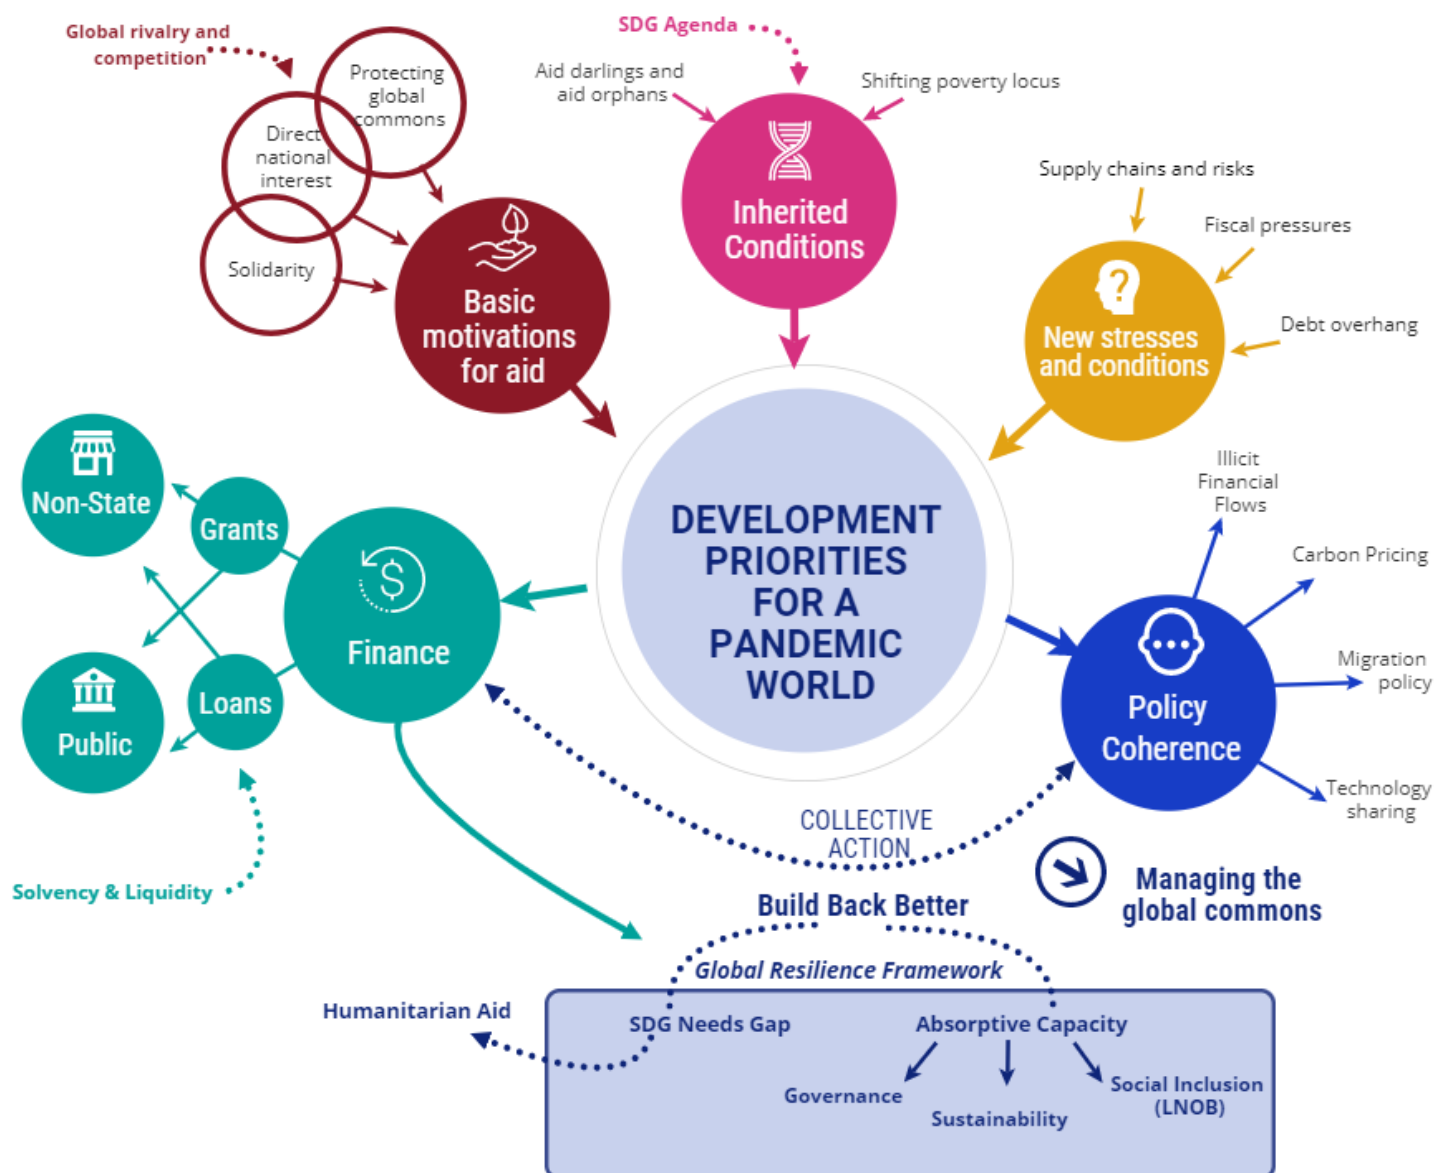 Global rivalry and
competition
Protecting
global
commons
Direct
national
interest
Solidarity
Basic
motivations
for aid
SDG Agenda
Aid darlings and
aid orphans
Shifting poverty locus
Inherited
Conditions
Supply chains and risks
Fiscal pressures
Debt overhang
?
New stresses
and conditions
DEVELOPMENT
PRIORITIES
FOR A
PANDEMIC
WORLD
Non-State
Grants
$
Finance
Loans
Public
Solvency & Liquidity
Illicit
Financial
Flows
Carbon Pricing
Migration
policy
Technology
sharing
Policy
Coherence
COLLECTIVE
ACTION
Managing the
global commons
Build Back Better
Global Resilience Framework
Humanitarian Aid
SDG Needs Gap
Absorptive Capacity
Governance
Sustainability
Social Inclusion
(LNOB)